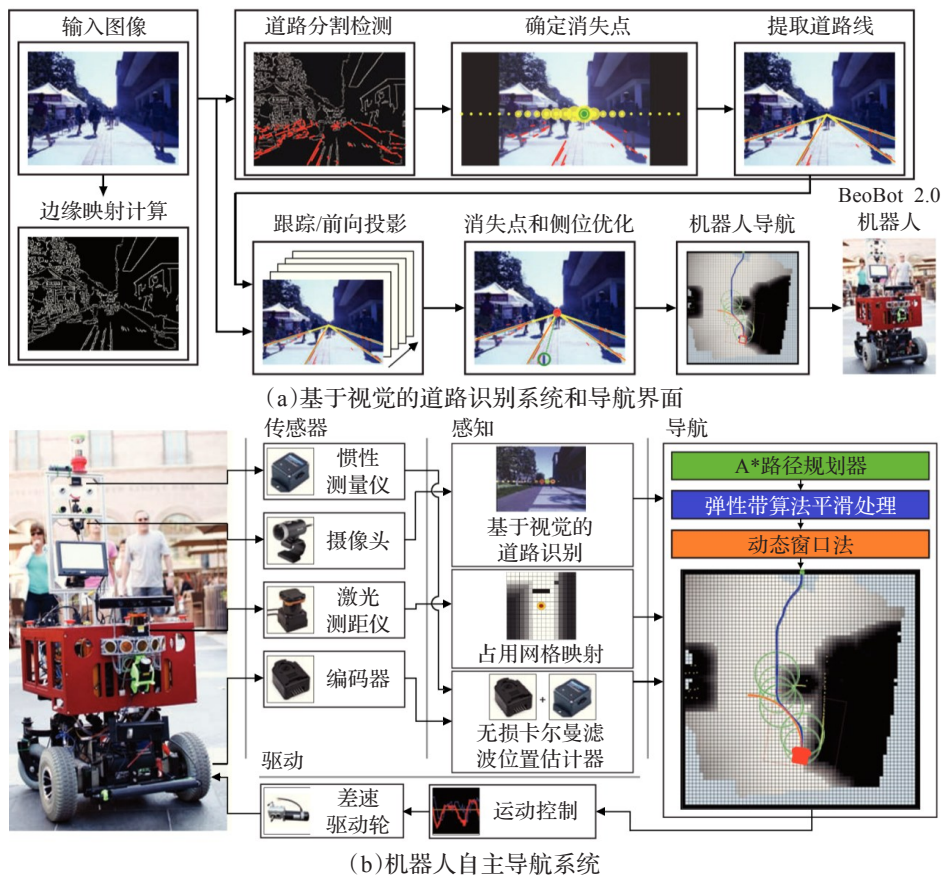 输入图像
道路分割检测
确定消失点
提取道路线
边缘映射计算
跟踪/前向投影
消失点和侧位优化
机器人导航
BeoBot 2.0
机器人
(a)基于视觉的道路识别系统和导航界面
传感器
感知
导航
惯性
测量仪
摄像头
激光
测距仪
编码器
基于视觉的
道路识别
占用网格映射
+
无损卡尔曼滤
波位置估计器
A*路径规划器
弹性带算法平滑处理
动态窗口法
驱动
差速
驱动轮
运动控制
(b)机器人自主导航系统